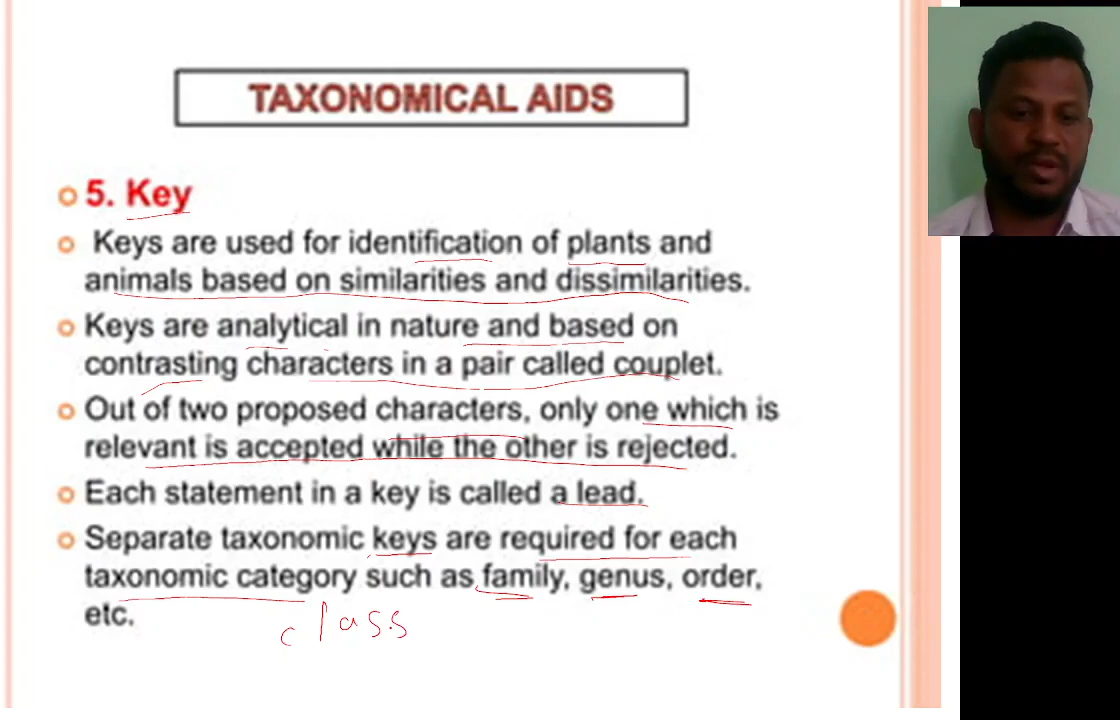 TAXONOMICAL AIDS
5. Key
Keys are used for identification of plants and
animals based on similarities and dissimilarities.
Keys are analytical in nature and based on
contrasting characters in a pair called couplet.
Out of two proposed characters, only one which is
relevant is accepted while the other is rejected.
Each statement in a key is called a lead.
Separate taxonomic keys are required for each
taxonomic category such as family, genus, order,
etc.
class